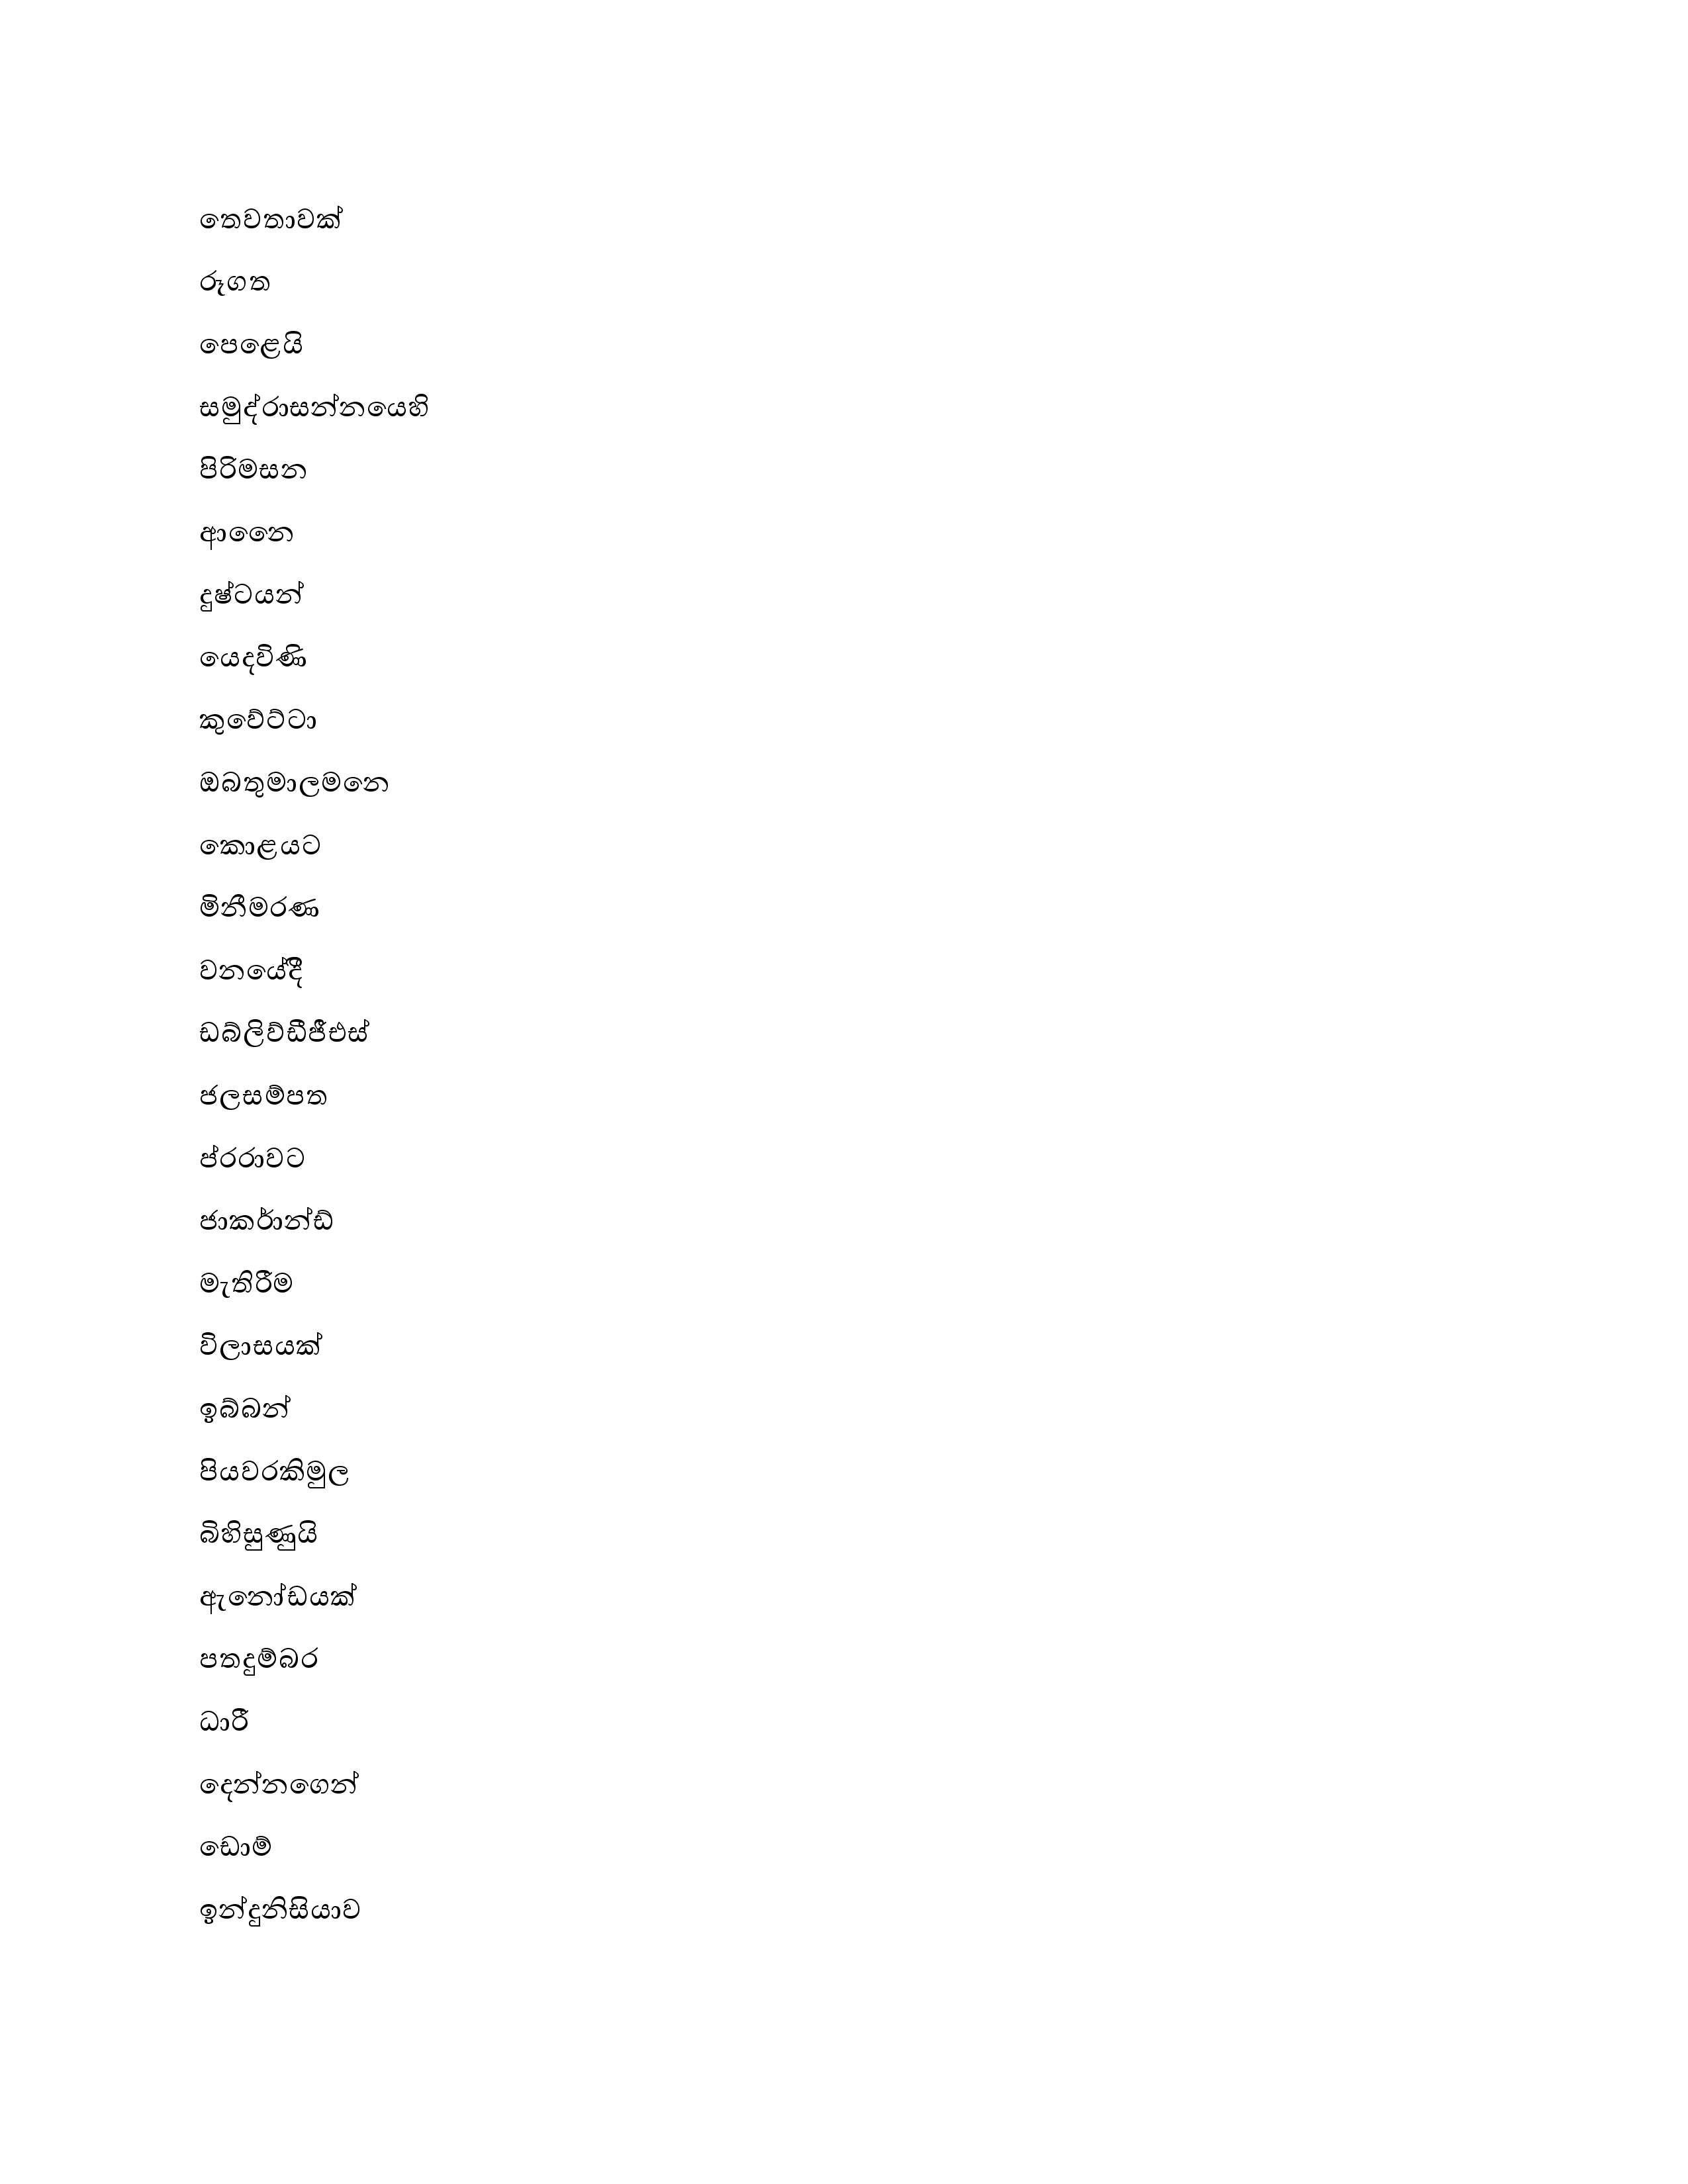 තෙවතාවක්
රූගත
පෙළෙයි
සමුද්රාසන්නයෙහි
පිරිමසන
ආනෛ
දුෂ්ටයන්
යෙදවිණි
කුවේට්ටා
ඔබතුමාලමනෙ
කොළයට
මිනීමරණ
වනයේදීි
ඩබ්ලිව්ඩීජීඑස්
ජලසම්පත
ප්රරාවට
ජාකර්ාන්ඩ්
මැතිරීම
විලාසයක්
ඉබ්බන්
පියවරකිමුල
බිහිසුණුයි
ඇනෝඩයක්
පතදුම්බර
ධාරී
දෙන්නගෙන්
ඩොම්
ඉන්දුනිසියාව